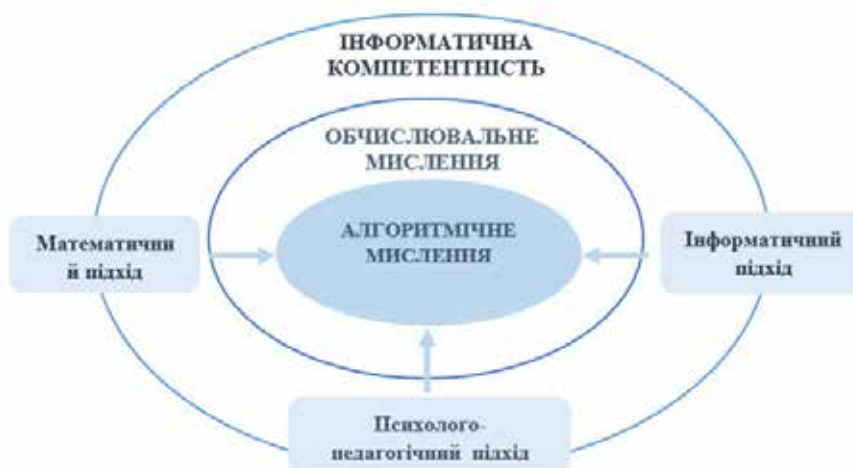 ІНФОРМАТИЧНА
КОМПЕТЕНТНІСТЬ
ОБЧИСЛЮВАЛЬНЕ
МИСЛЕННЯ
АЛГОРИТМІЧНЕ
МИСЛЕННЯ
Математични
й підхід
Інформатичний
підхід
Психолого-
педагогічний підхід